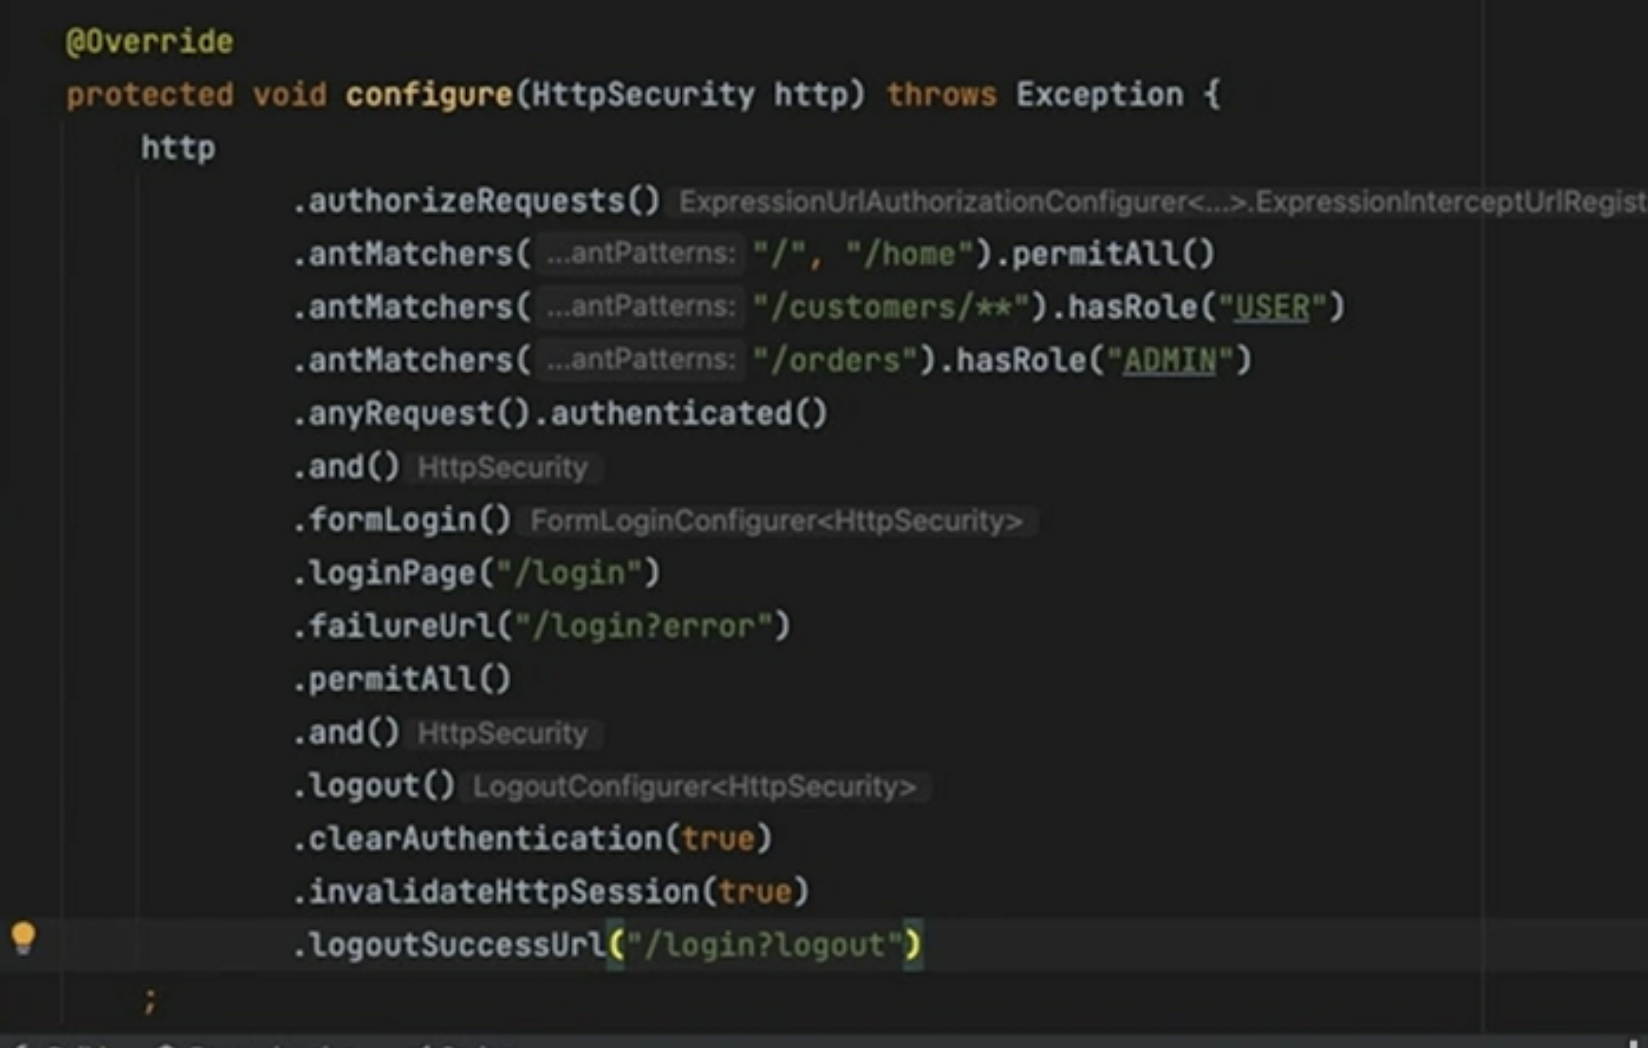 @Override
protected void configure(HttpSecurity http) throws Exception {
http
.authorizeRequests() ExpressionUrlAuthorizationConfigurer<...>.ExpressionInterceptUrlRegist
.antMatchers( ...antPatterns: "/", "/home").permitAll()
.antMatchers( ...antPatterns: "/customers/**").hasRole("USER")
.antMatchers( ...antPatterns: "/orders").hasRole("ADMIN")
.anyRequest().authenticated()
.and() HttpSecurity
.formLogin() FormLoginConfigurer<HttpSecurity>
.loginPage("/login")
.failureUrl("/login?error")
.permitAll()
.and() HttpSecurity
.logout() LogoutConfigurer<HttpSecurity>
.clearAuthentication(true)
.invalidateHttpSession(true)
.logoutSuccessUrl("/login?logout")
;